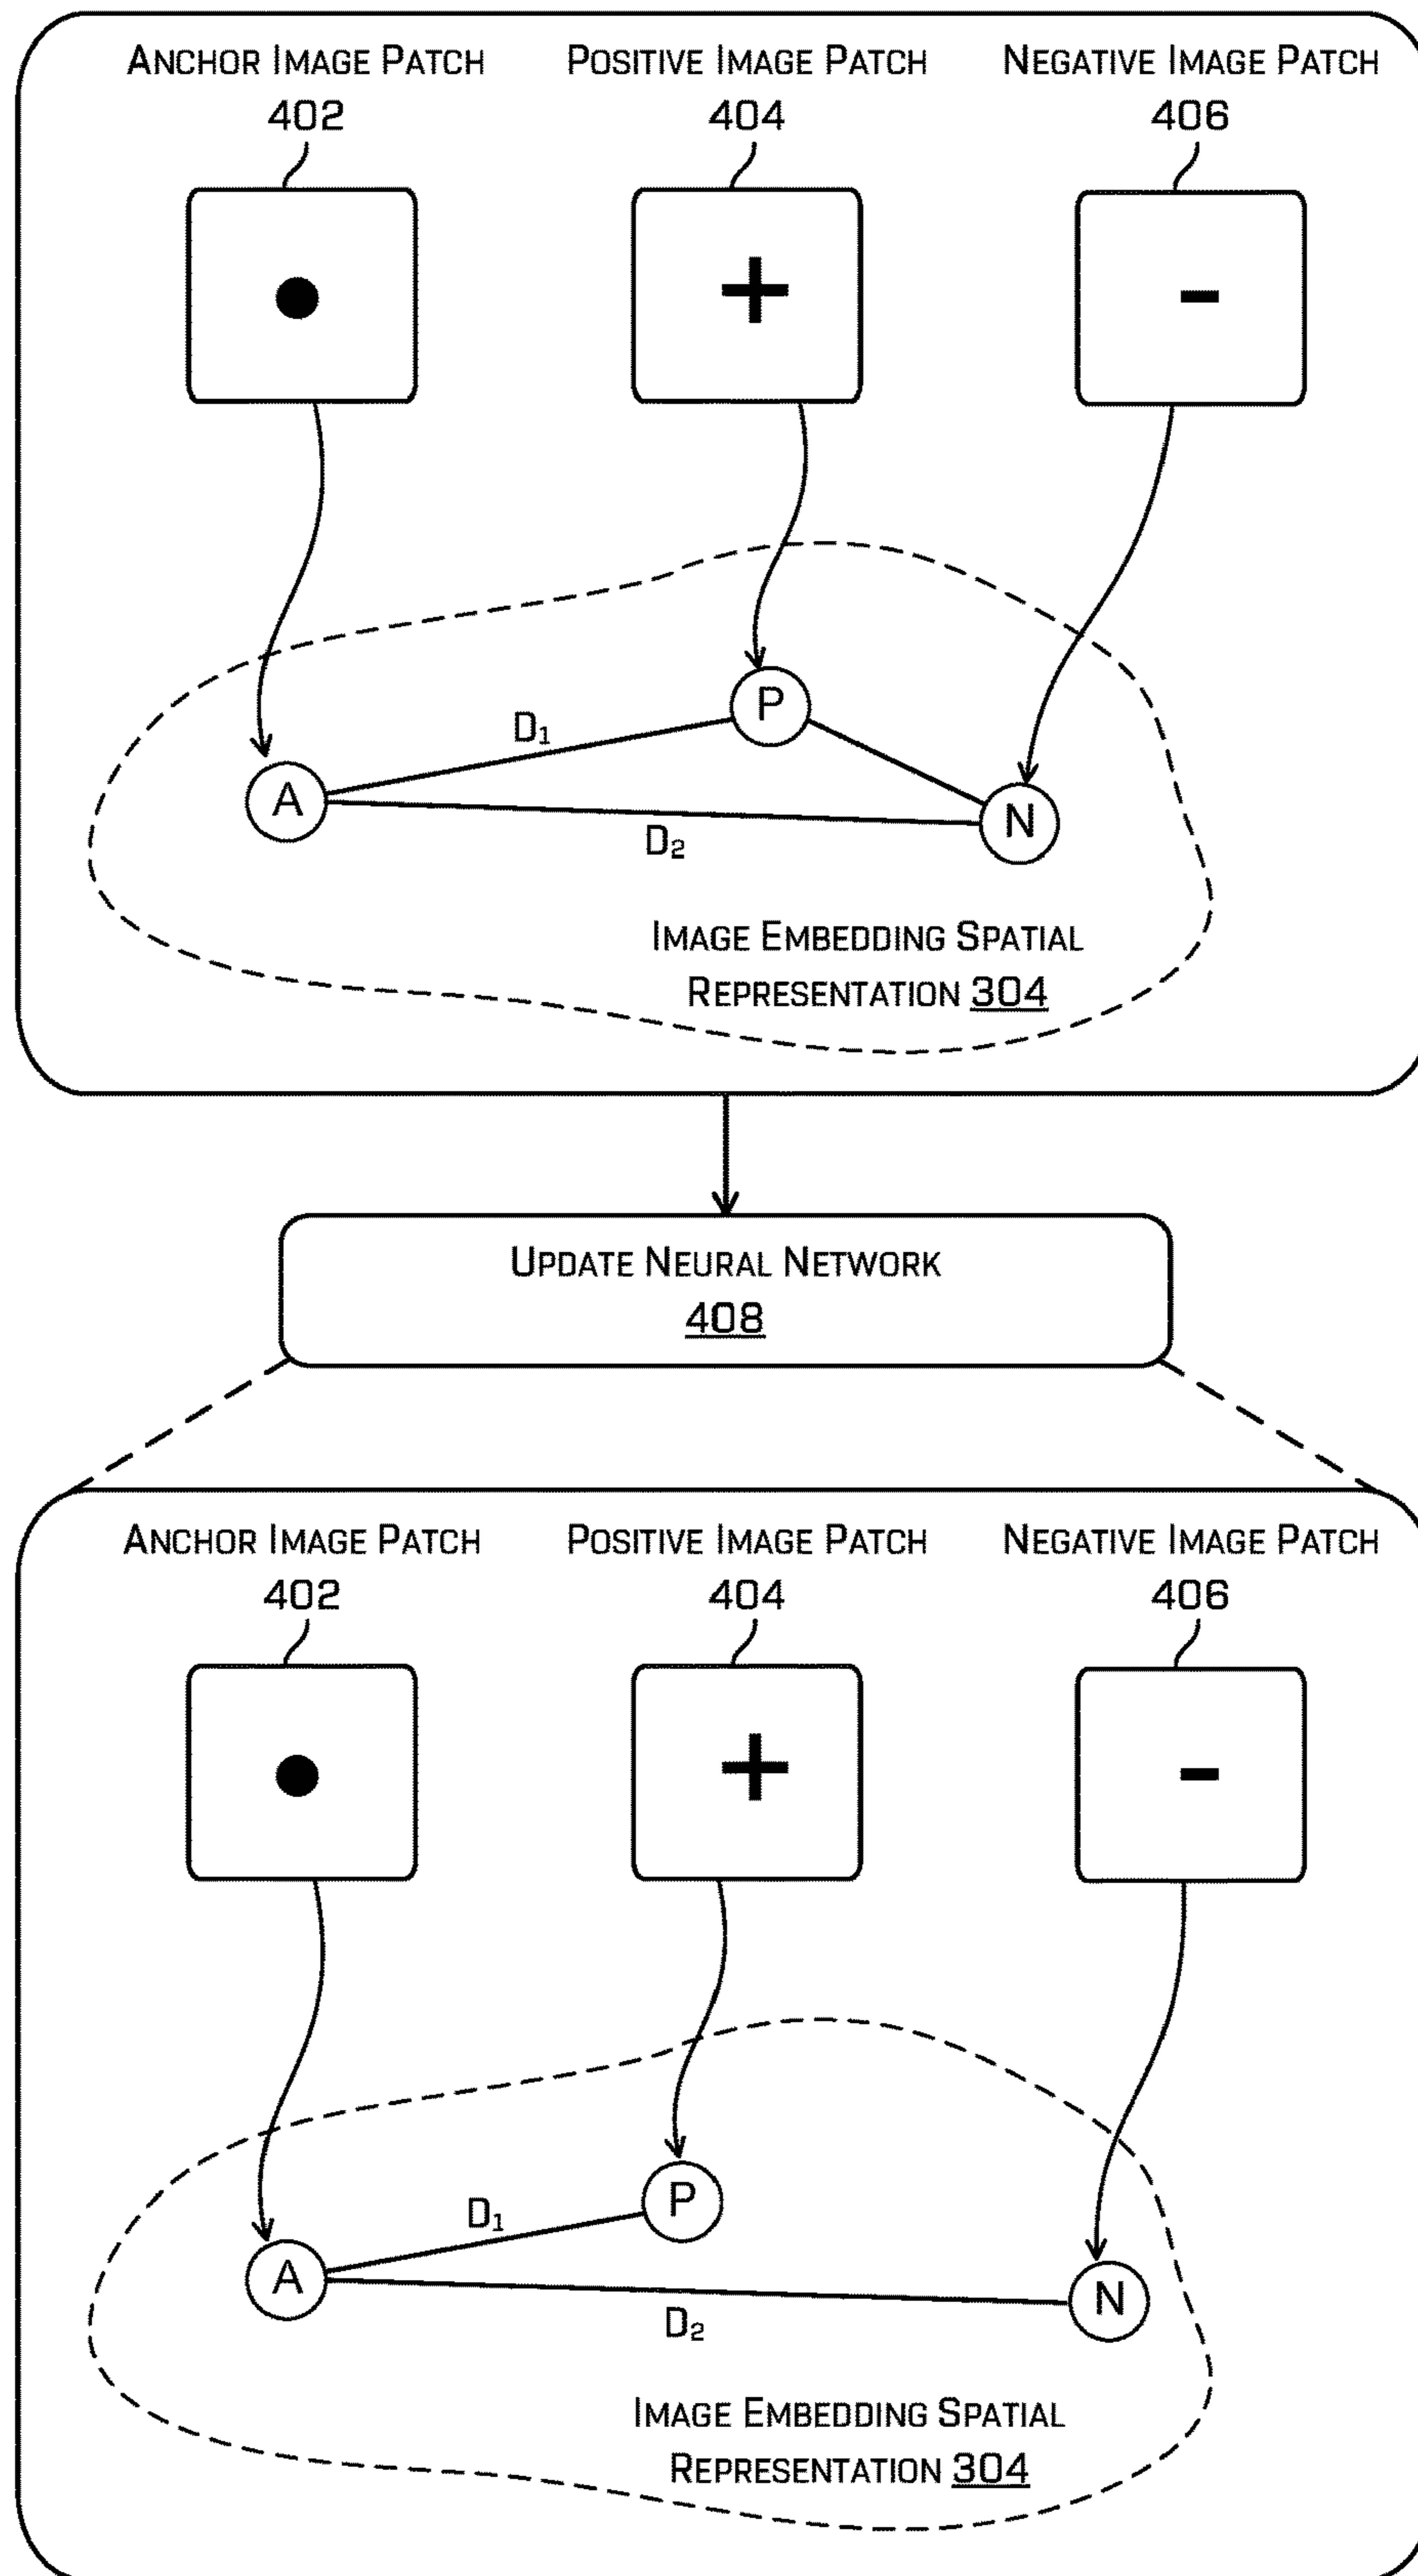 ANCHOR IMAGE PATCH POSITIVE IMAGE PATCH NEGATIVE IMAGE PATCH
402 404 406
+ -
P
D₁
A N
D₂
IMAGE EMBEDDING SPATIAL
REPRESENTATION 304
UPDATE NEURAL NETWORK
408
ANCHOR IMAGE PATCH POSITIVE IMAGE PATCH NEGATIVE IMAGE PATCH
402 404 406
+ -
P
D₁
A N
D₂
IMAGE EMBEDDING SPATIAL
REPRESENTATION 304